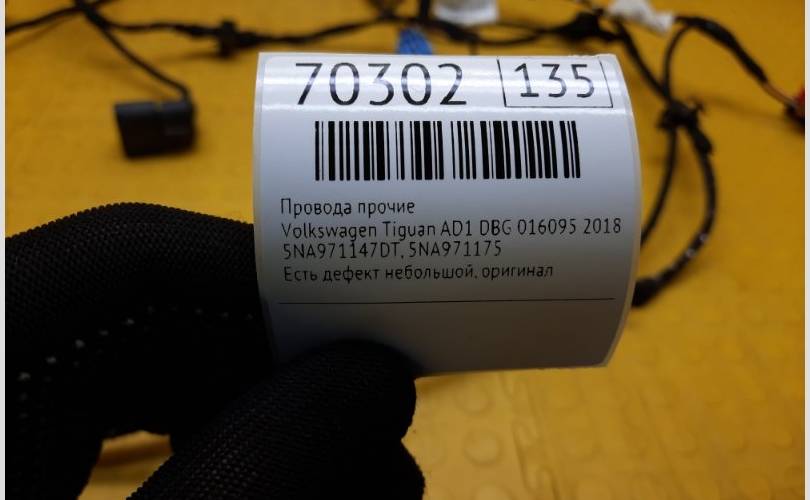 70302 135
Провода прочие
Volkswagen Tiguan AD1 DBG 016095 2018
5NA971147DT, 5NA971175
Есть дефект небольшой, оригинал